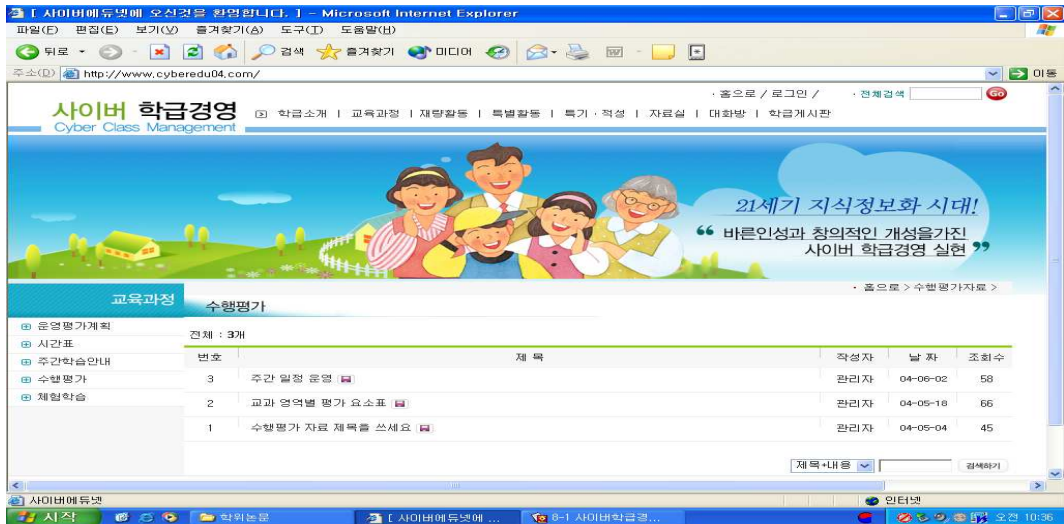 [ 사이버에듀넷에 오신것을 환영합니다. ] - Microsoft Internet Explorer
파일(F) 편집(E) 보기(V) 즐겨찾기(A) 도구(T) 도움말(H)
뒤로 검색 즐겨찾기 미디어
주소(D) http://www.cyberedu04.com/ 이동
· 홈으로 / 로그인 / · 전체검색 Go
사이버 학급경영
Cyber Class Management
학급소개 | 교육과정 | 재량활동 | 특별활동 | 특기 · 적성 | 자료실 | 대화방 | 학급게시판
21세기 지식정보화 시대!
“ 바른인성과 창의적인 개성을가진
사이버 학급경영 실현 ”
· 홈으로 > 수행평가자료 >
교육과정
수행평가
운영평가계획
시간표
주간학습안내
수행평가
체험학습
전체 : 3개
번호 제 목 작성자 날 짜 조회수
3 주간 일정 운영 관리자 04-06-02 58
2 교과 영역별 평가 요소표 관리자 04-05-18 66
1 수행평가 자료 제목을 쓰세요 관리자 04-05-04 45
제목+내용 검색하기
사이버에듀넷 인터넷
시작 학위논문 [ 사이버에듀넷에 ... 8-1 사이버학급경... 오전 10:36